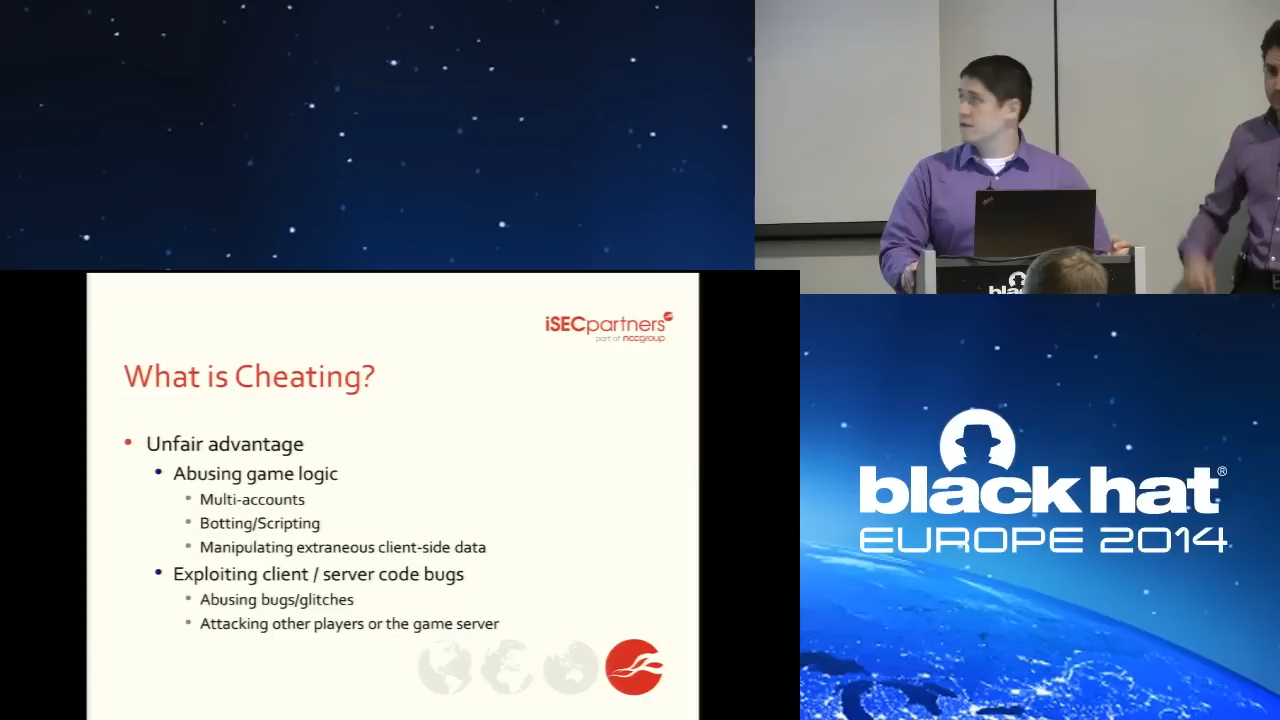 iSECpartners
part of nccgroup
What is Cheating?
Unfair advantage
Abusing game logic
Multi-accounts
Botting/Scripting
Manipulating extraneous client-side data
Exploiting client / server code bugs
Abusing bugs/glitches
Attacking other players or the game server
black hat®
EUROPE 2014